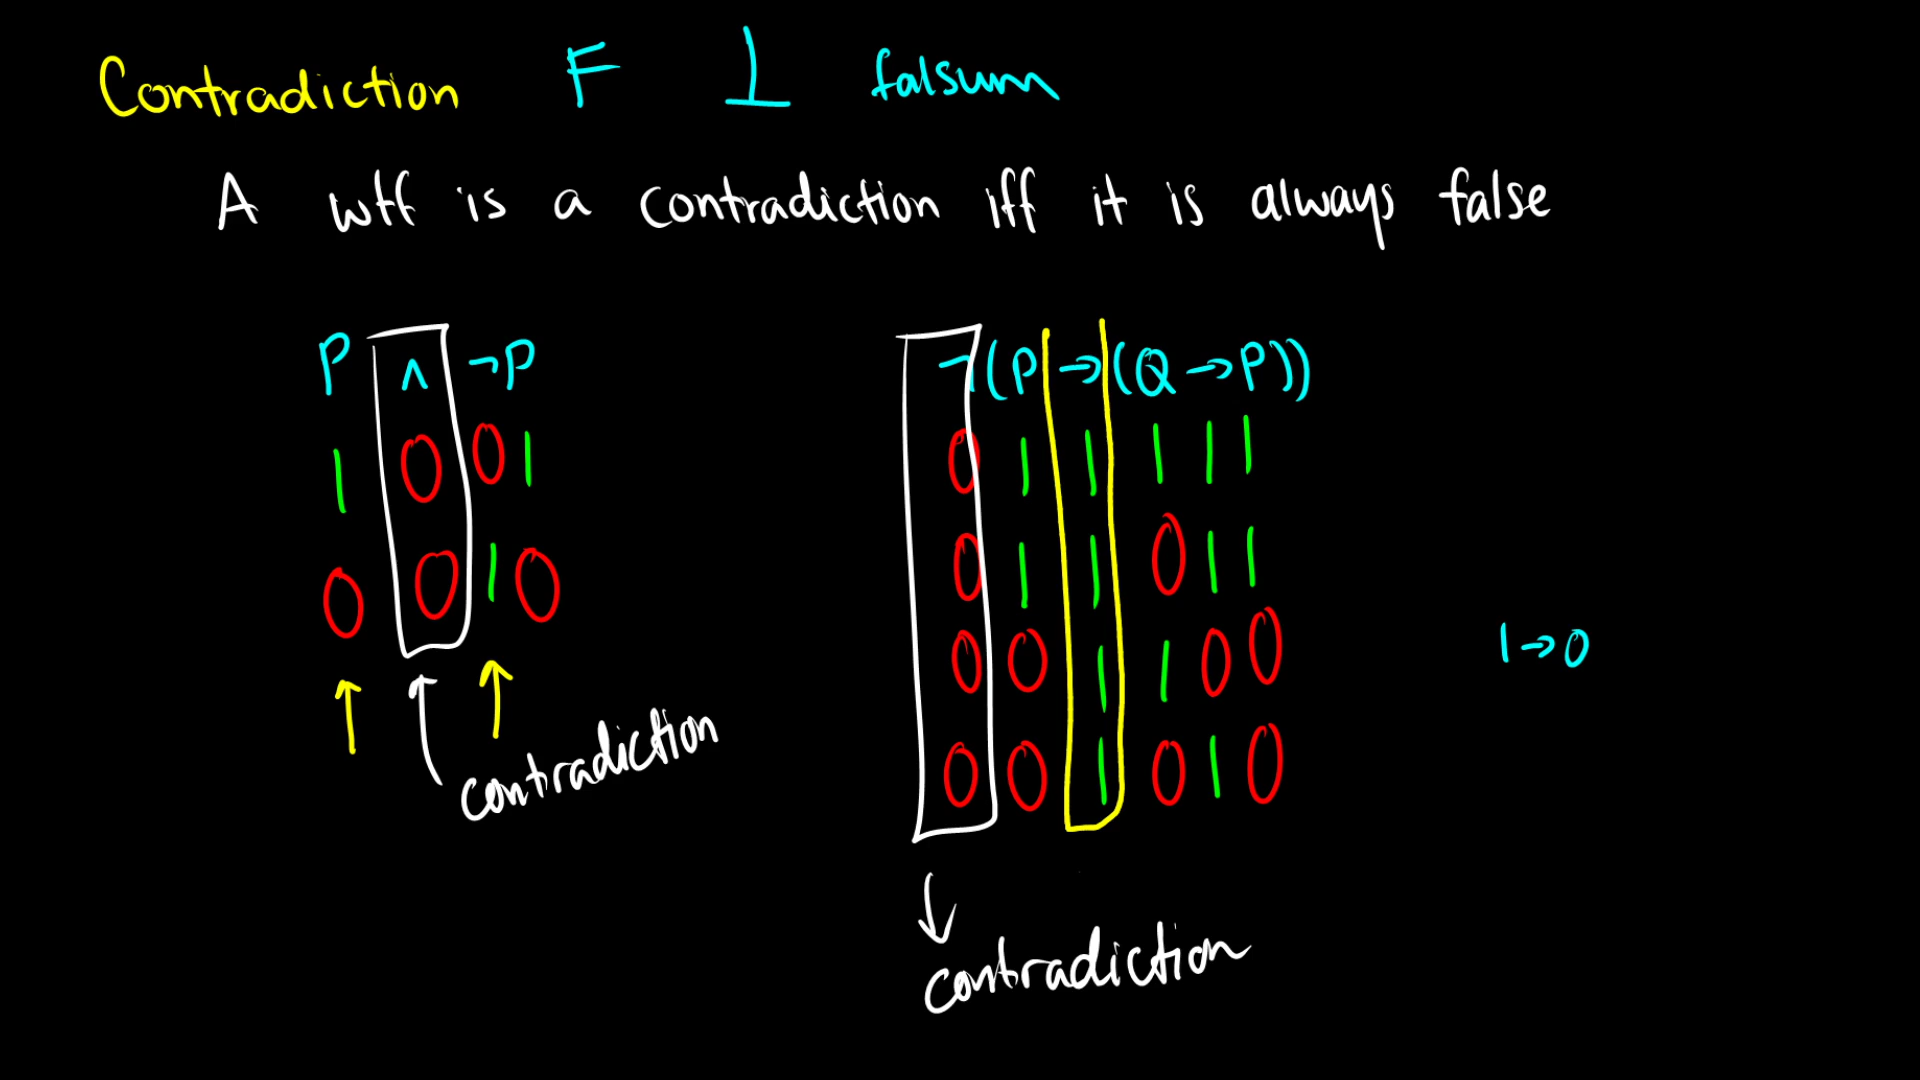 Contradiction F ⊥ falsum
A wff is a contradiction iff it is always false
P ∧ ¬P
1 0 0 1
0 0 1 0
contradiction
¬(P → (Q → P))
0 1 1 1 1 1
0 1 1 0 1 1
0 0 1 1 0 0
0 0 1 0 1 0
contradiction
1 → 0